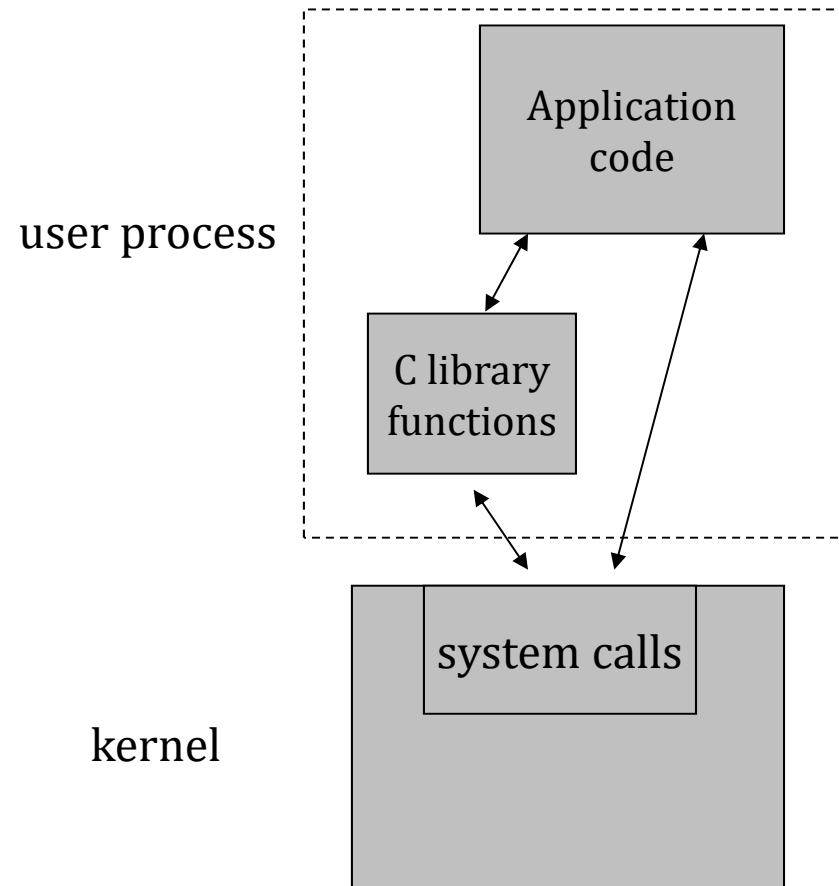 Application
code
user process
C library
functions
system calls
kernel